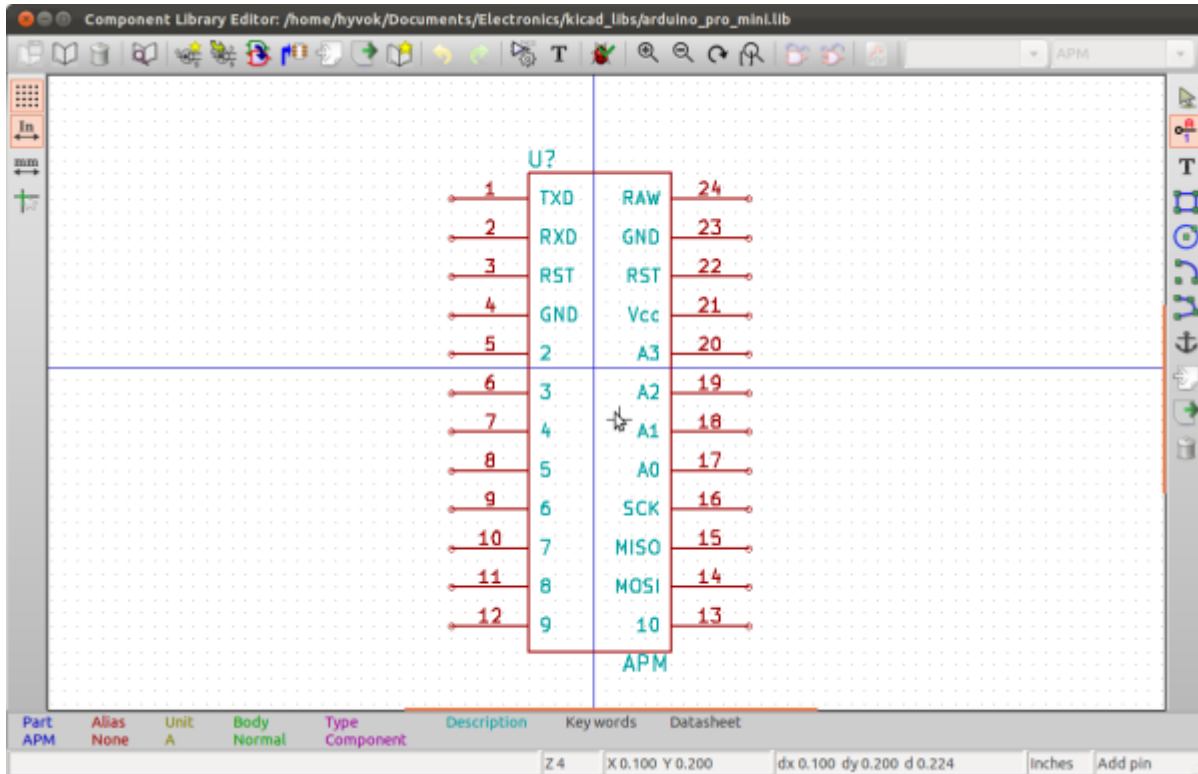 Component Library Editor: /home/hyvok/Documents/Electronics/kicad_libs/arduino_pro_mini.lib
T APM
In
mm
T
U?
1 TXD RAW 24
2 RXD GND 23
3 RST RST 22
4 GND Vcc 21
5 2 A3 20
6 3 A2 19
7 4 A1 18
8 5 A0 17
9 6 SCK 16
10 7 MISO 15
11 8 MOSI 14
12 9 10 13
APM
Part Alias Unit Body Type Description Key words Datasheet
APM None A Normal Component
Z 4 X 0.100 Y 0.200 dx 0.100 dy 0.200 d 0.224 Inches Add pin